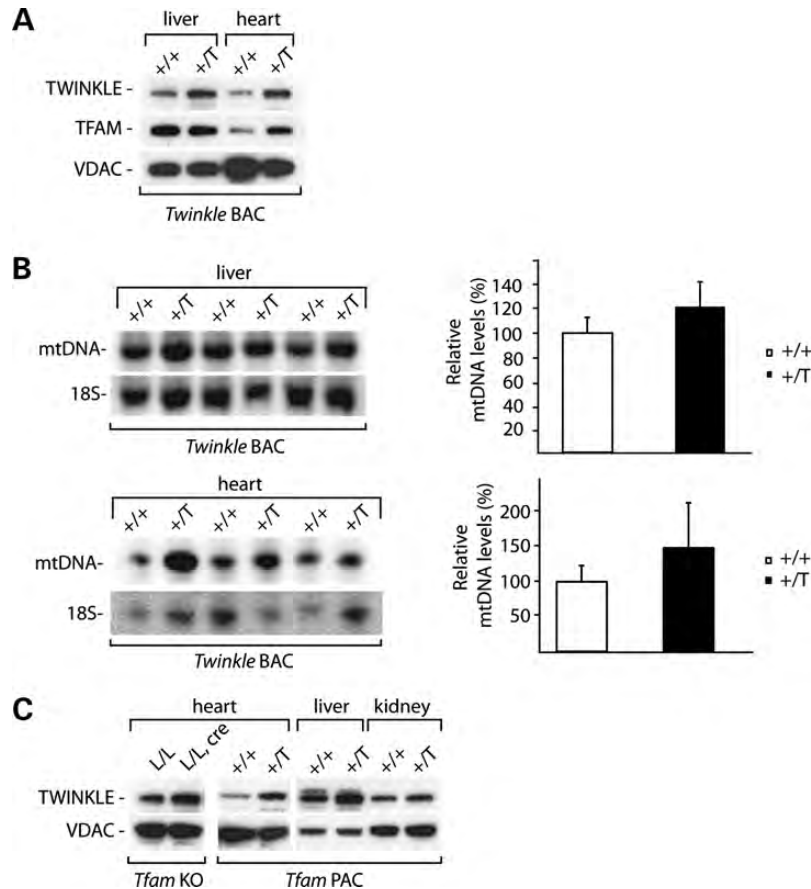 A
liver heart
+/+ +/T +/+ +/T
TWINKLE -
TFAM -
VDAC -
Twinkle BAC
B
liver
+/+ +/T +/+ +/T +/+ +/T
mtDNA-
18S-
Twinkle BAC
Relative
mtDNA levels (%)
140
120
100
80
60
40
20
+/+
+/T
heart
+/+ +/T +/+ +/T +/+ +/T
mtDNA-
18S-
Twinkle BAC
Relative
mtDNA levels (%)
200
150
100
50
+/+
+/T
C
heart liver kidney
L/L L/L, cre +/+ +/T +/+ +/T +/+ +/T
TWINKLE -
VDAC -
Tfam KO Tfam PAC